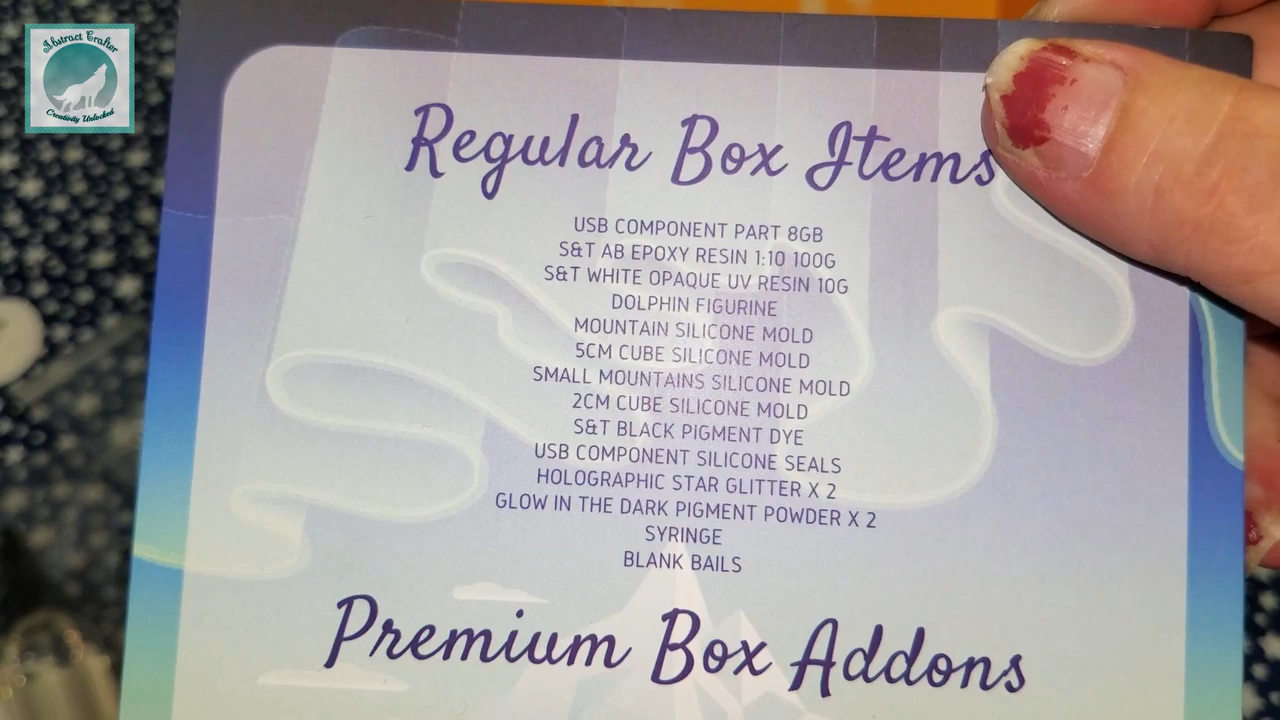 Abstract Crafter
Creativity Unlocked
Regular Box Items
USB COMPONENT PART 8GB
S&T AB EPOXY RESIN 1:10 100G
S&T WHITE OPAQUE UV RESIN 10G
DOLPHIN FIGURINE
MOUNTAIN SILICONE MOLD
5CM CUBE SILICONE MOLD
SMALL MOUNTAINS SILICONE MOLD
2CM CUBE SILICONE MOLD
S&T BLACK PIGMENT DYE
USB COMPONENT SILICONE SEALS
HOLOGRAPHIC STAR GLITTER X 2
GLOW IN THE DARK PIGMENT POWDER X 2
SYRINGE
BLANK BAILS
Premium Box Addons